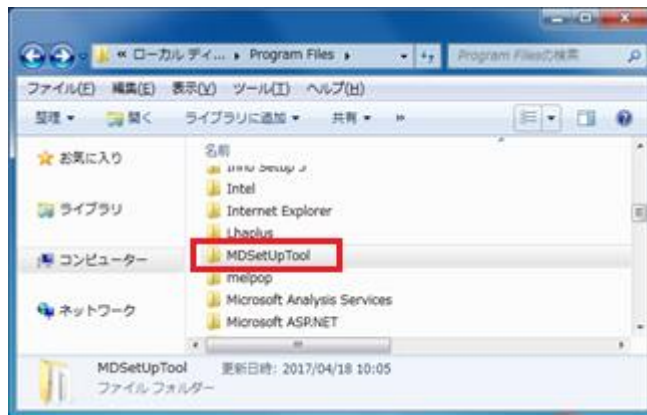 « ローカル ディ... ▸ Program Files ▸
Program Filesの検索
ファイル(F) 編集(E) 表示(V) ツール(T) ヘルプ(H)
整理 ▾ 開く ライブラリに追加 ▾ 共有 ▾ »
お気に入り
ライブラリ
コンピューター
ネットワーク
名前
Inno Setup 5
Intel
Internet Explorer
Lhaplus
MDSetUpTool
melpop
Microsoft Analysis Services
Microsoft ASP.NET
MDSetUpTool 更新日時: 2017/04/18 10:05
ファイル フォルダー